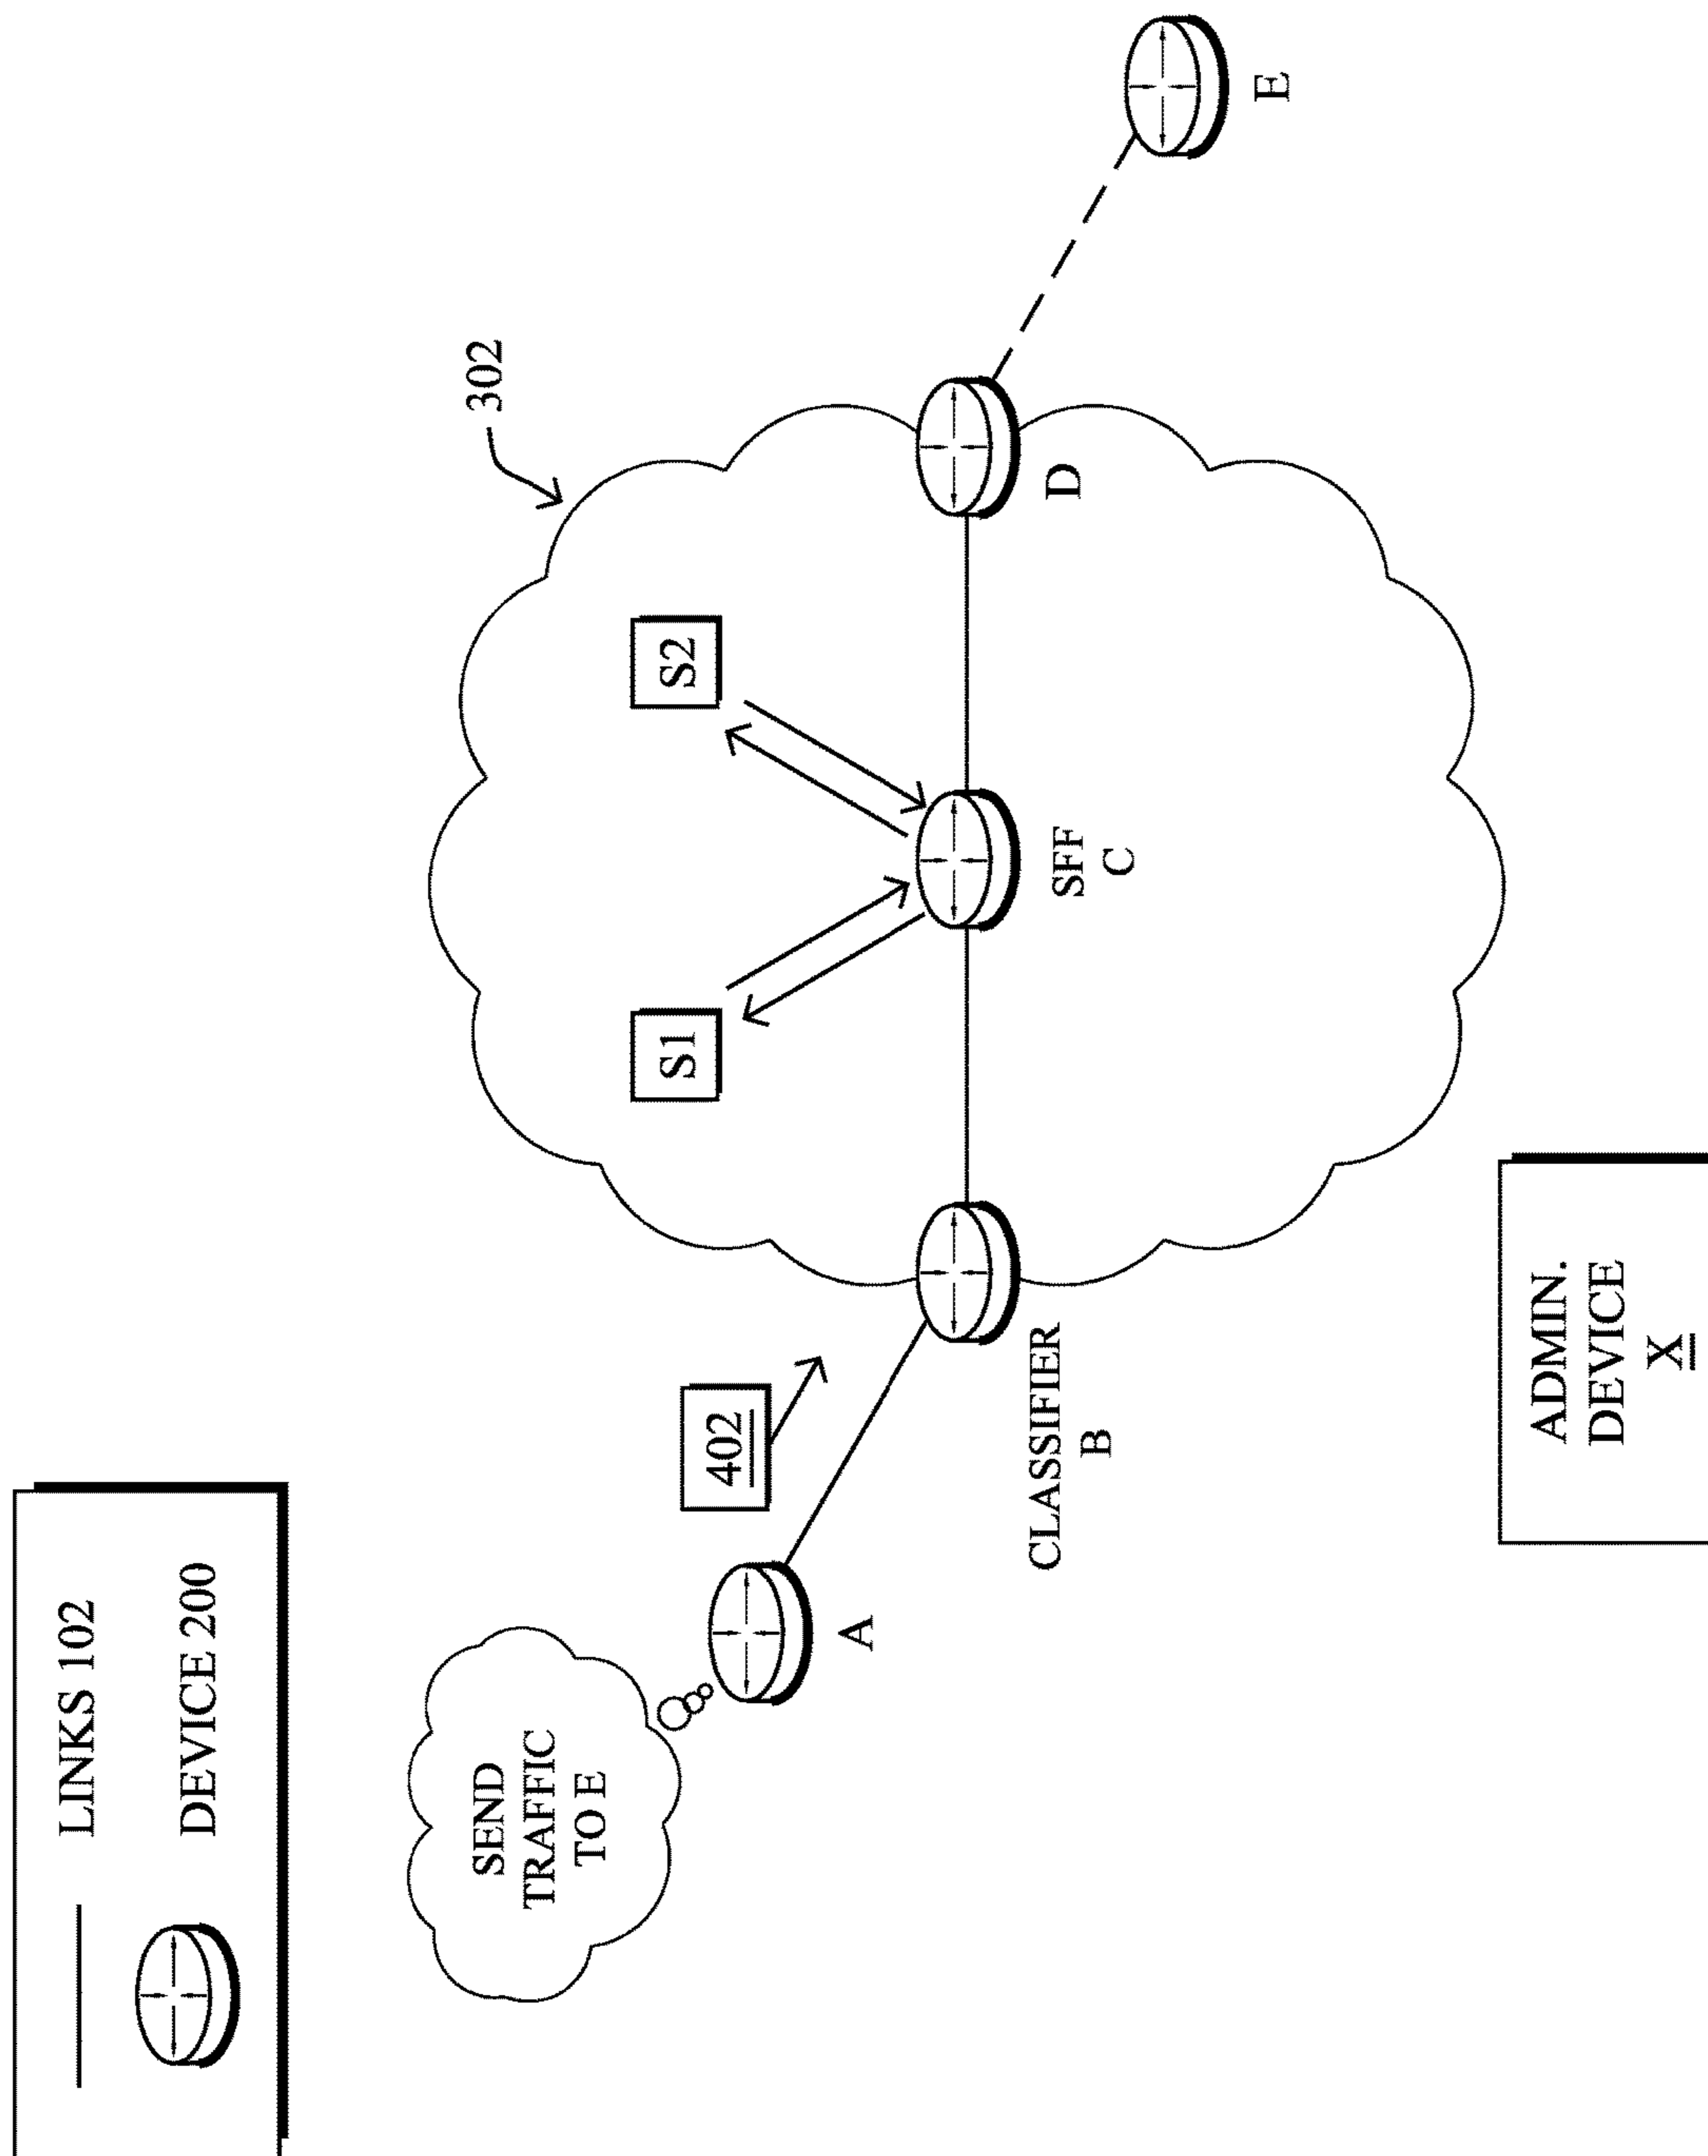 LINKS 102
DEVICE 200
SEND
TRAFFIC
TO E
402
A
CLASSIFIER
B
S1
S2
SFF
C
302
D
E
ADMIN.
DEVICE
X